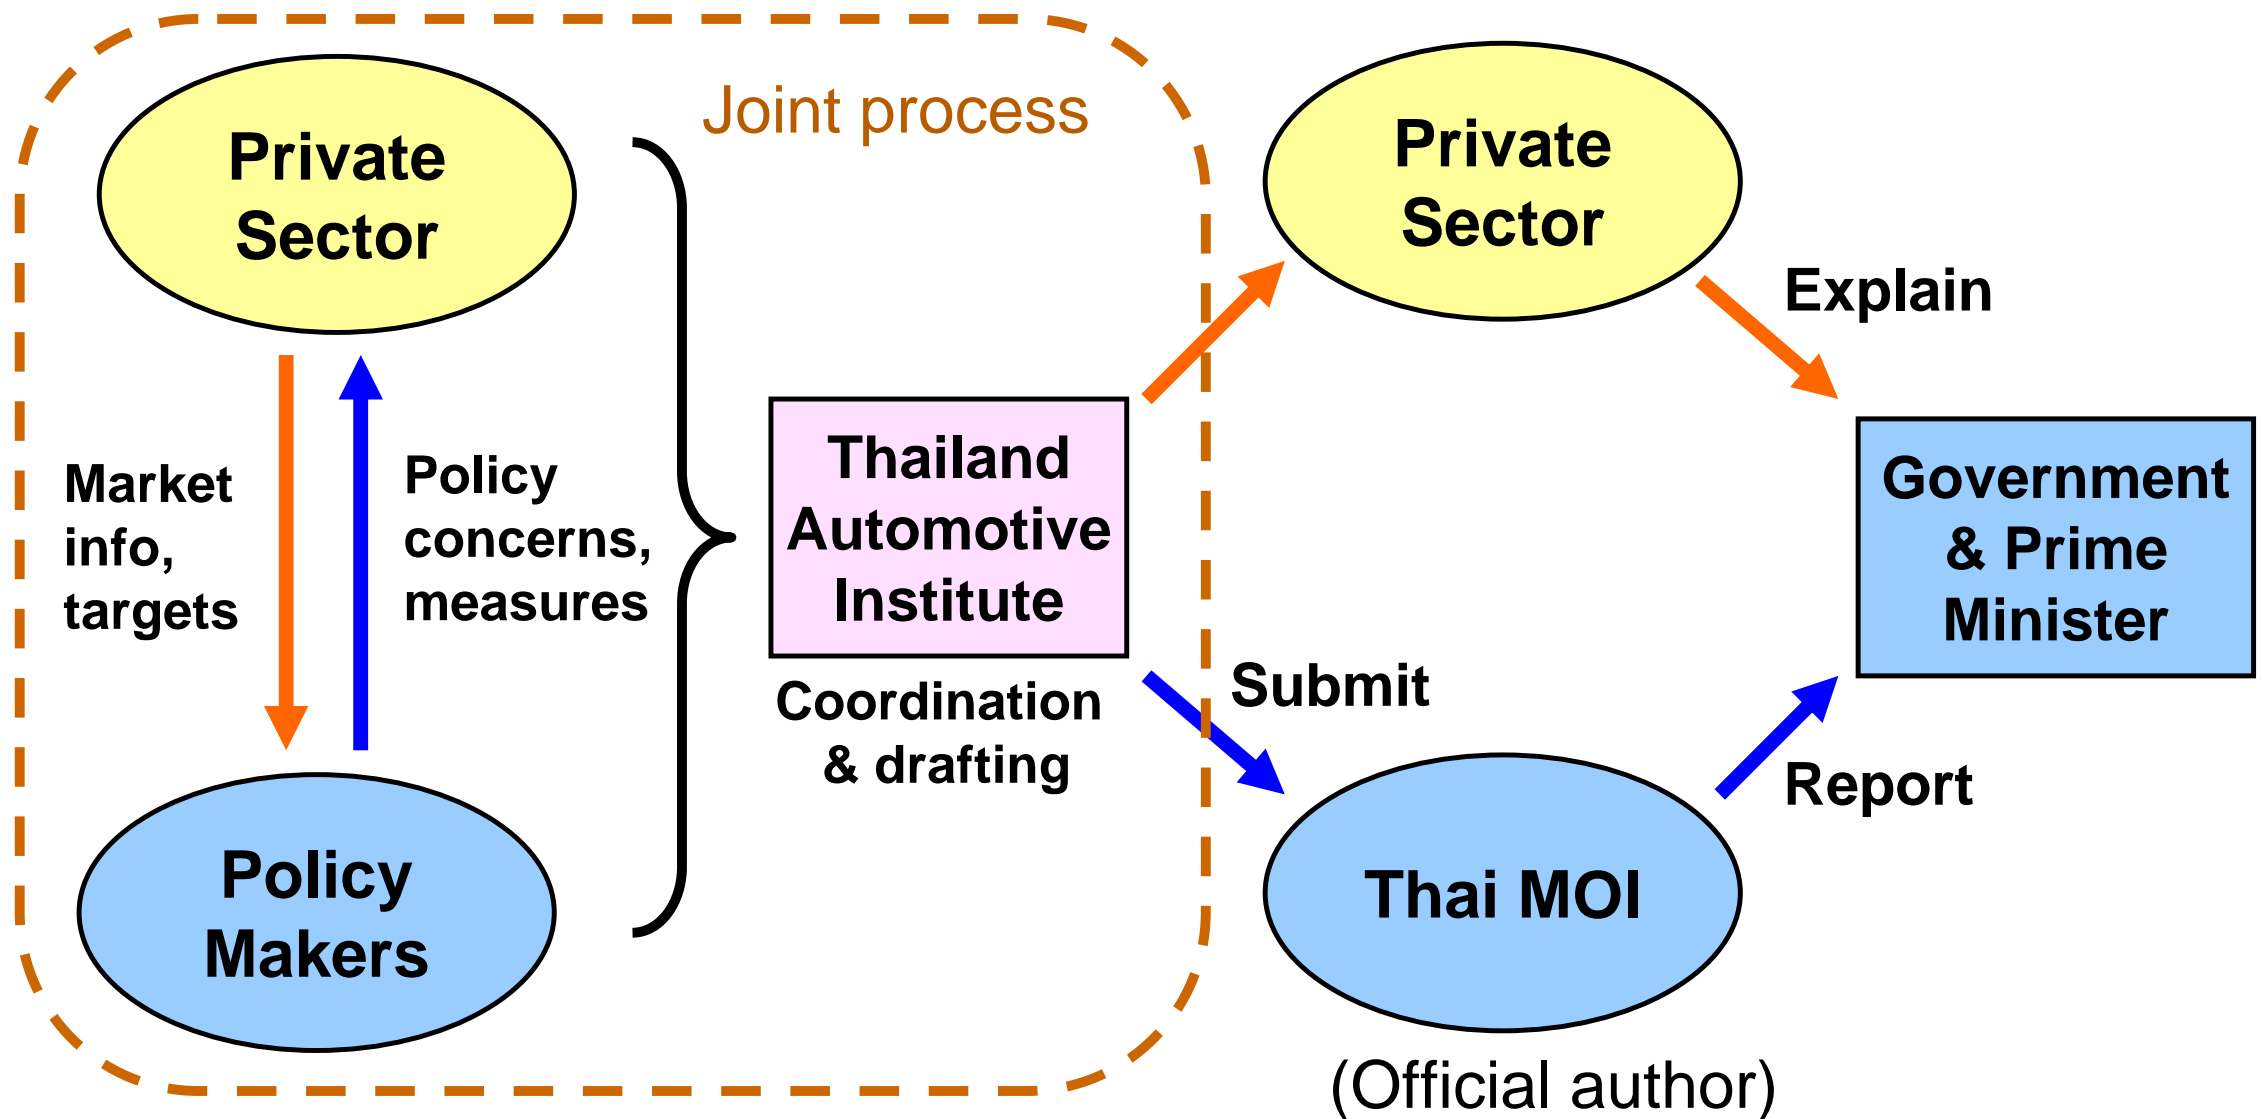 Joint process
Private
Sector
Market
info,
targets
Policy
concerns,
measures
Policy
Makers
Thailand
Automotive
Institute
Coordination
& drafting
Private
Sector
Explain
Submit
Thai MOI
(Official author)
Report
Government
& Prime
Minister